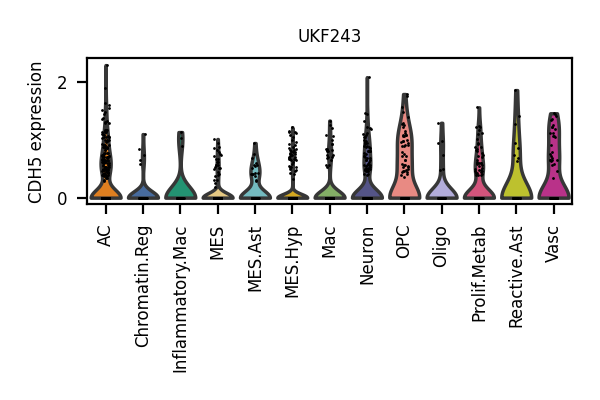 UKF243
CDH5 expression
2
0
AC
Chromatin.Reg
Inflammatory.Mac
MES
MES.Ast
MES.Hyp
Mac
Neuron
OPC
Oligo
Prolif.Metab
Reactive.Ast
Vasc